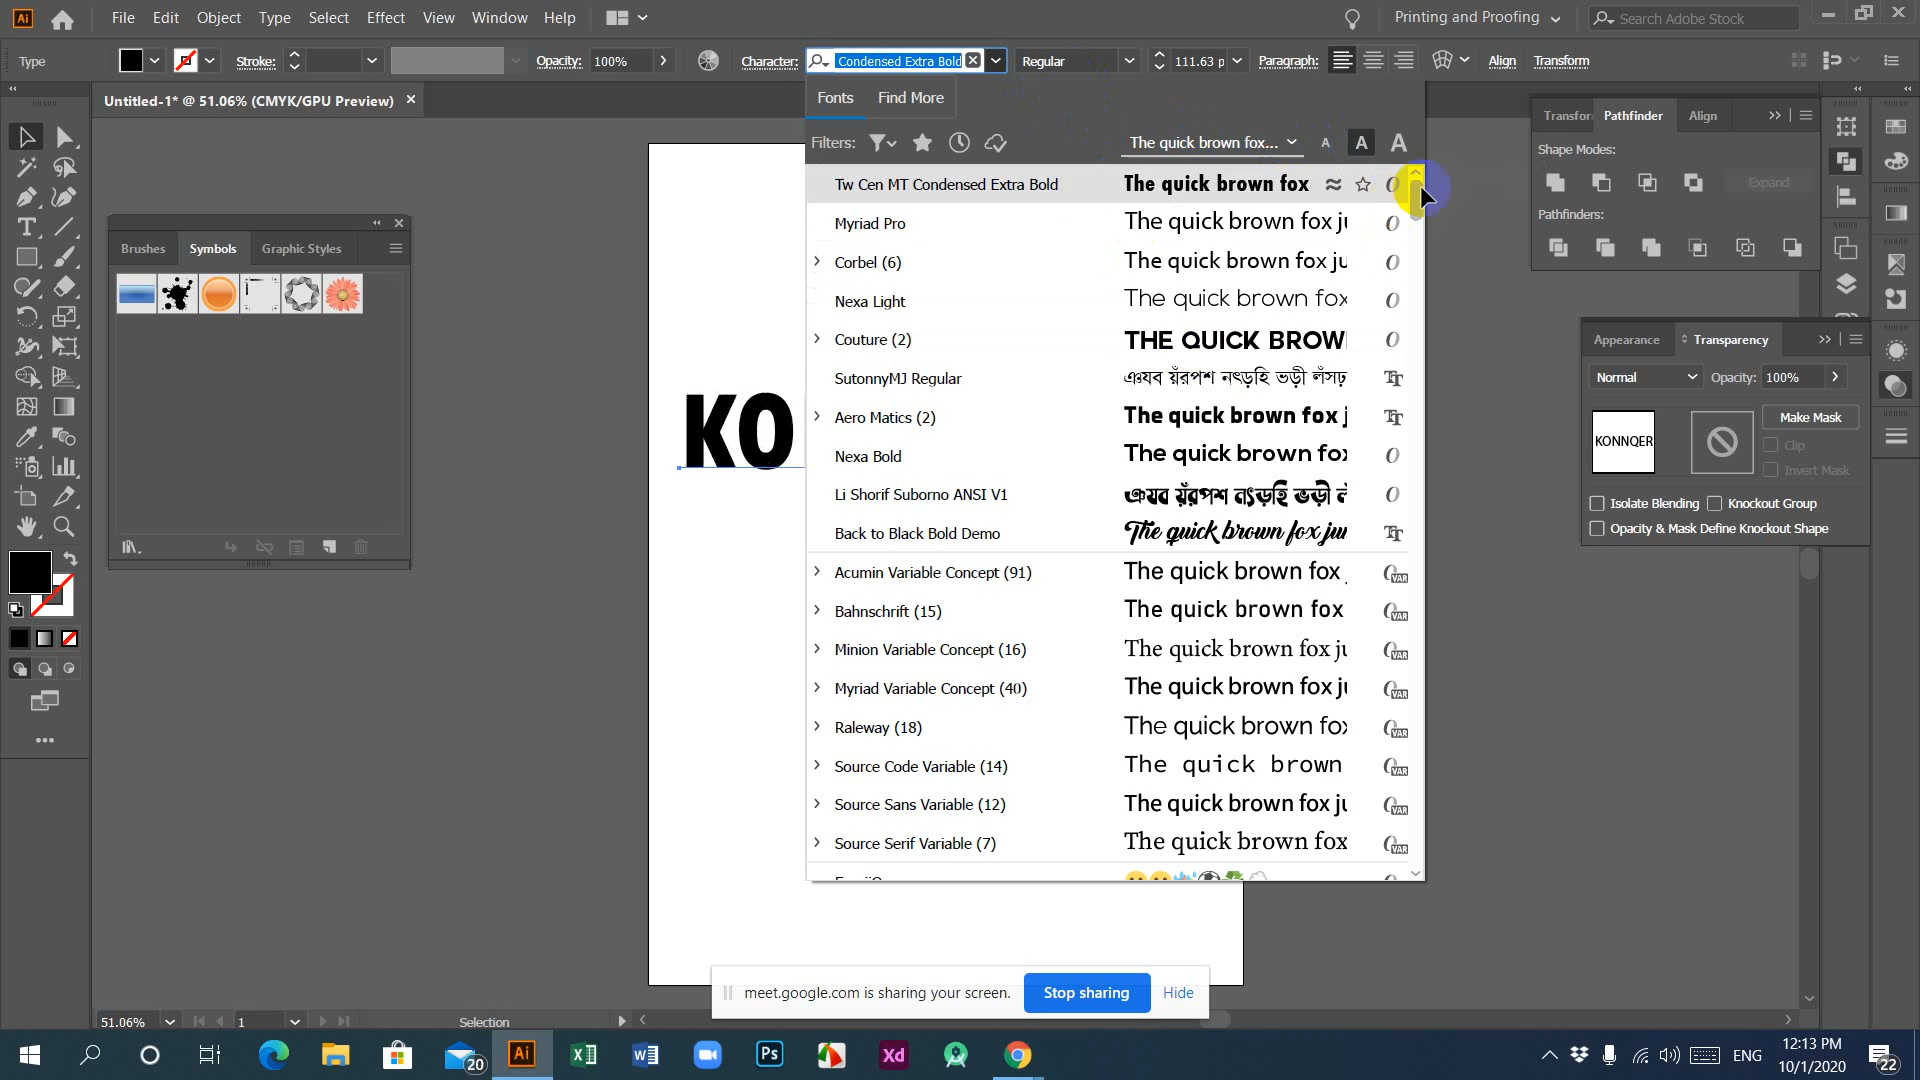 Ai File Edit Object Type Select Effect View Window Help Printing and Proofing Search Adobe Stock
Type Stroke: Opacity: 100% Character: Condensed Extra Bold Regular 111.63 p Paragraph: Align Transform
Untitled-1* @ 51.06% (CMYK/GPU Preview)
Fonts Find More
Filters: The quick brown fox... A A A
Tw Cen MT Condensed Extra Bold The quick brown fox
Myriad Pro The quick brown fox ju
Corbel (6) The quick brown fox ju
Nexa Light The quick brown fox
Couture (2) THE QUICK BROW
SutonnyMJ Regular
Aero Matics (2) The quick brown fox j
Nexa Bold The quick brown fox
Li Shorif Suborno ANSI V1
Back to Black Bold Demo The quick brown fox jum
Acumin Variable Concept (91) The quick brown fox j
Bahnschrift (15) The quick brown fox
Minion Variable Concept (16) The quick brown fox ju
Myriad Variable Concept (40) The quick brown fox ju
Raleway (18) The quick brown fox
Source Code Variable (14) The quick brown
Source Sans Variable (12) The quick brown fox ju
Source Serif Variable (7) The quick brown fox
Brushes Symbols Graphic Styles
KO
Transfor Pathfinder Align
Shape Modes:
Expand
Pathfinders:
Appearance Transparency
Normal Opacity: 100%
KONNQER
Make Mask
Clip
Invert Mask
Isolate Blending Knockout Group
Opacity & Mask Define Knockout Shape
meet.google.com is sharing your screen. Stop sharing Hide
51.06% 1 Selection
20 Ai Ps Xd ENG 12:13 PM
10/1/2020 22